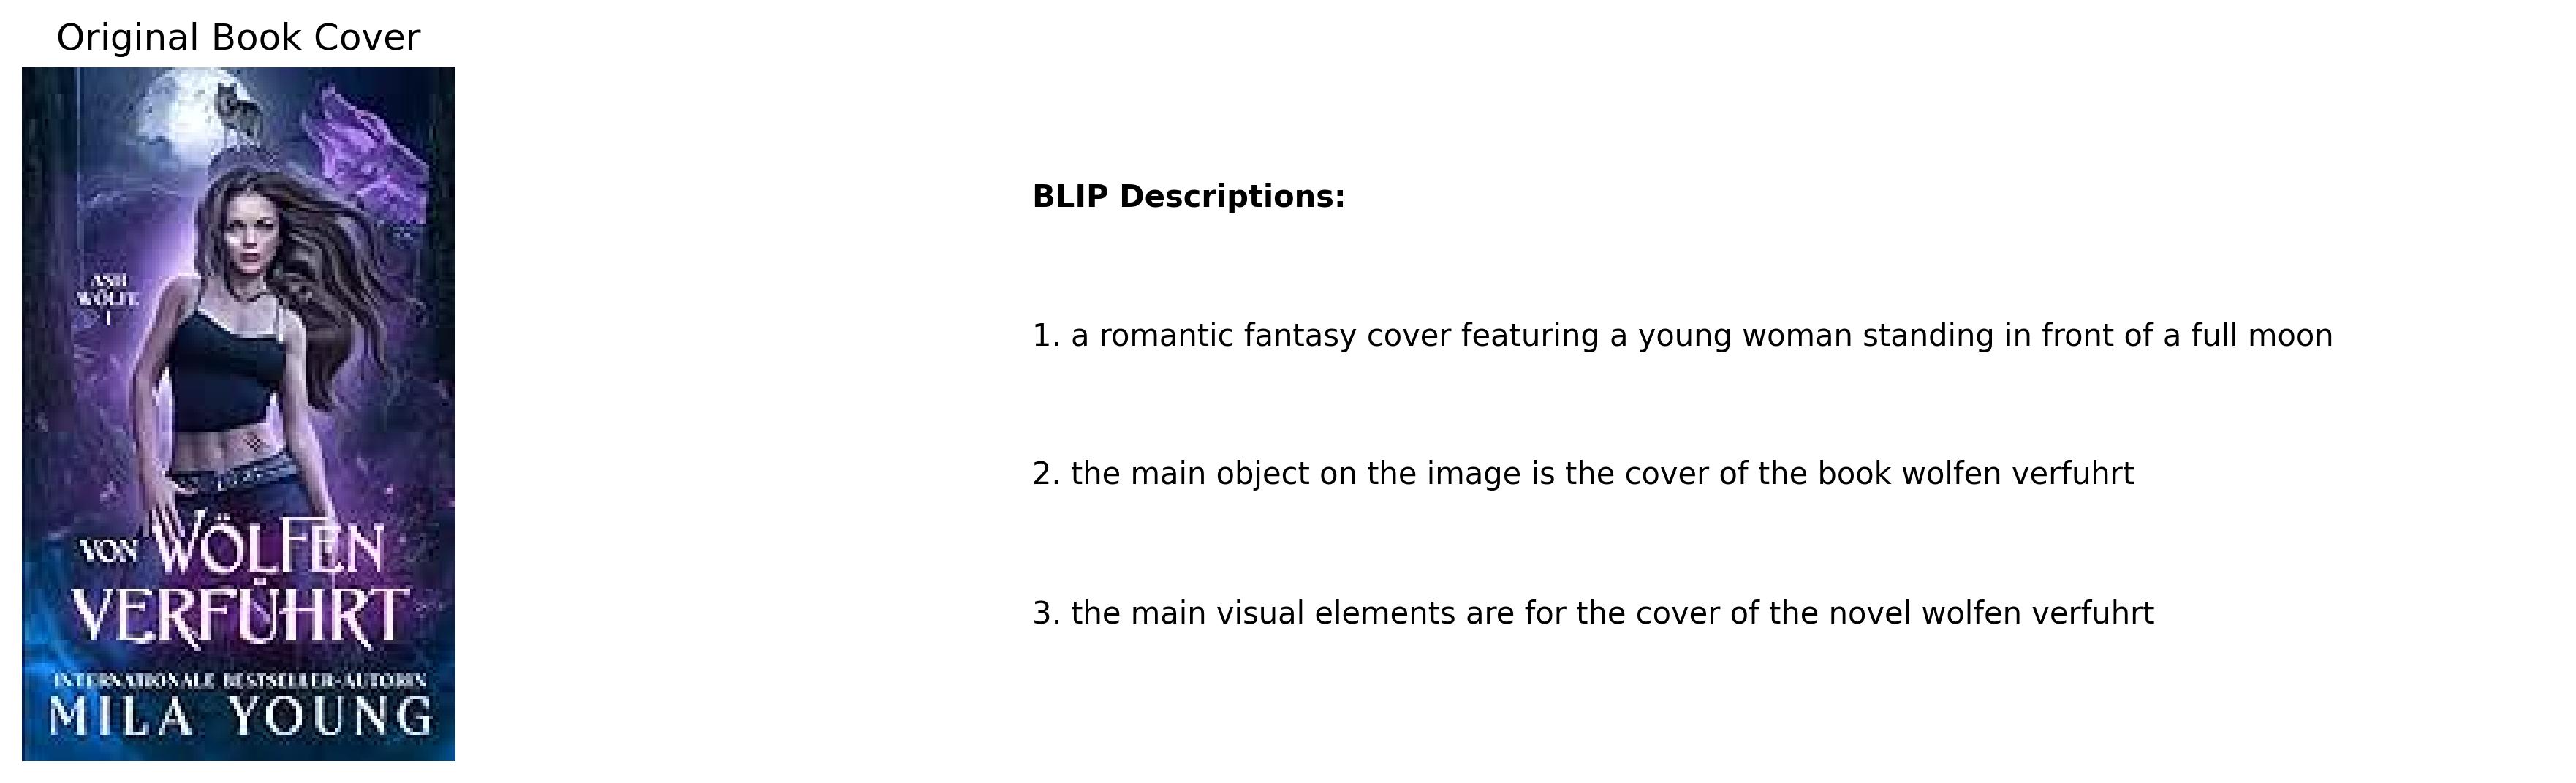 Original Book Cover
ASH
WÖLFE
1
VON WÖLFEN
VERFÜHRT
INTERNATIONALE BESTSELLER-AUTORIN
MILA YOUNG
BLIP Descriptions:
1. a romantic fantasy cover featuring a young woman standing in front of a full moon
2. the main object on the image is the cover of the book wolfen verfuhrt
3. the main visual elements are for the cover of the novel wolfen verfuhrt